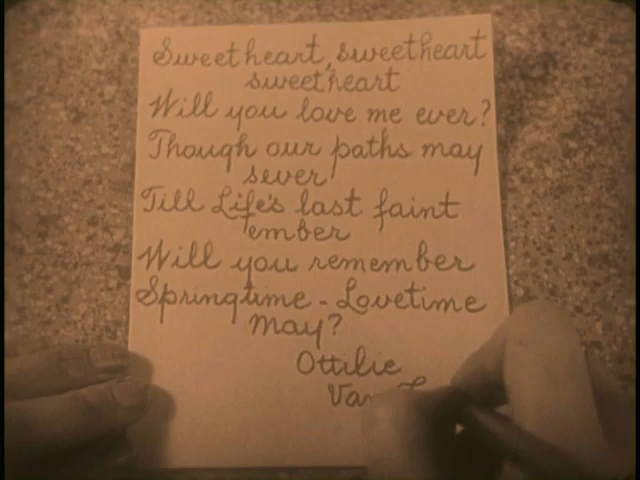 Sweetheart, sweetheart
sweetheart
Will you love me ever?
Though our paths may
sever
Till Life's last faint
ember
Will you remember
Springtime - Lovetime
May?
Ottilie
Van